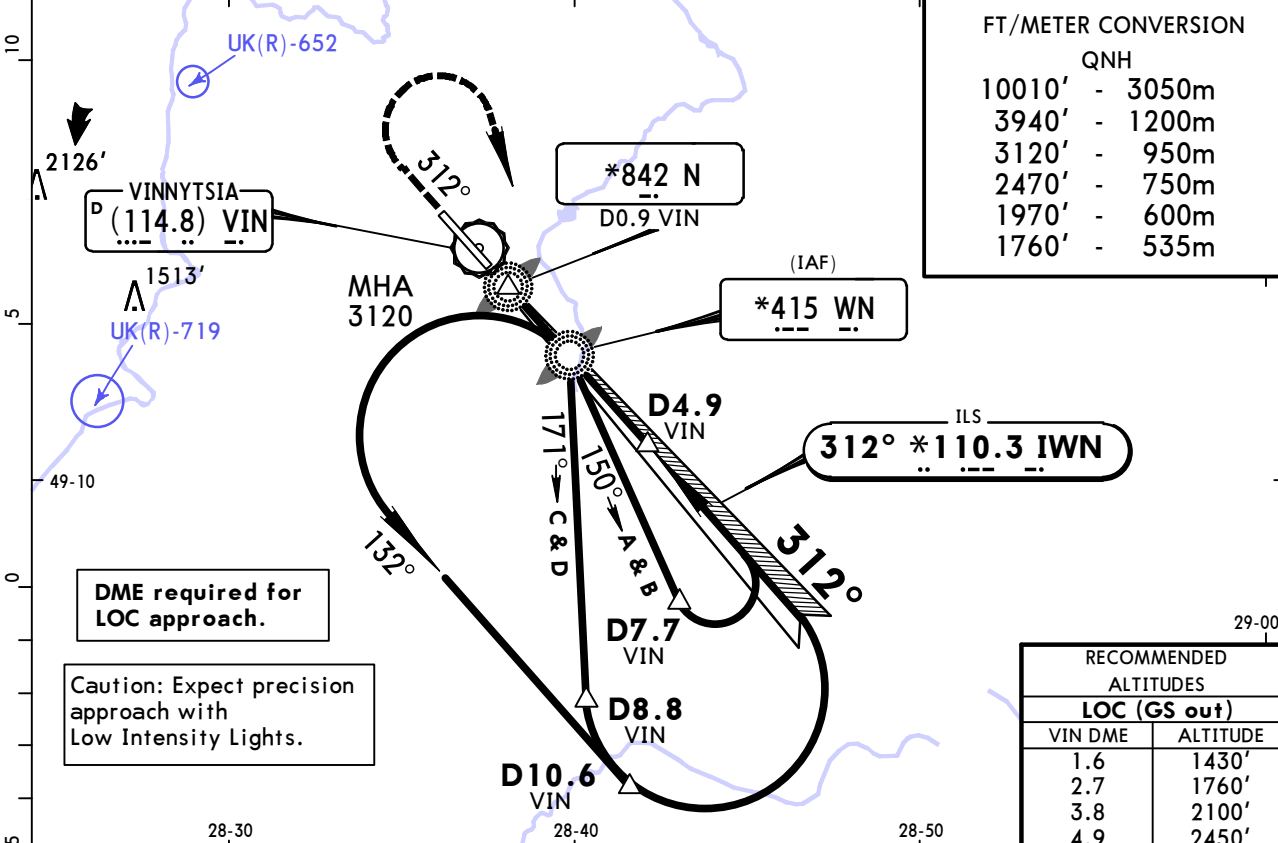 10
UK(R)-652
FT/METER CONVERSION
QNH
10010' - 3050m
3940' - 1200m
3120' - 950m
2470' - 750m
1970' - 600m
1760' - 535m
2126'
312°
*842 N
D0.9 VIN
VINNYTSIA
D (114.8) VIN
(IAF)
*415 WN
1513'
MHA
3120
5
UK(R)-719
D4.9
VIN
ILS
312° *110.3 IWN
171°
C & D
150°
A & B
49-10
132°
312°
0
DME required for
LOC approach.
D7.7
VIN
29-00
Caution: Expect precision
approach with
Low Intensity Lights.
D8.8
VIN
D10.6
VIN
RECOMMENDED
ALTITUDES
LOC (GS out)
VIN DME ALTITUDE
1.6 1430'
2.7 1760'
3.8 2100'
4.9 2450'
5
28-30
28-40
28-50